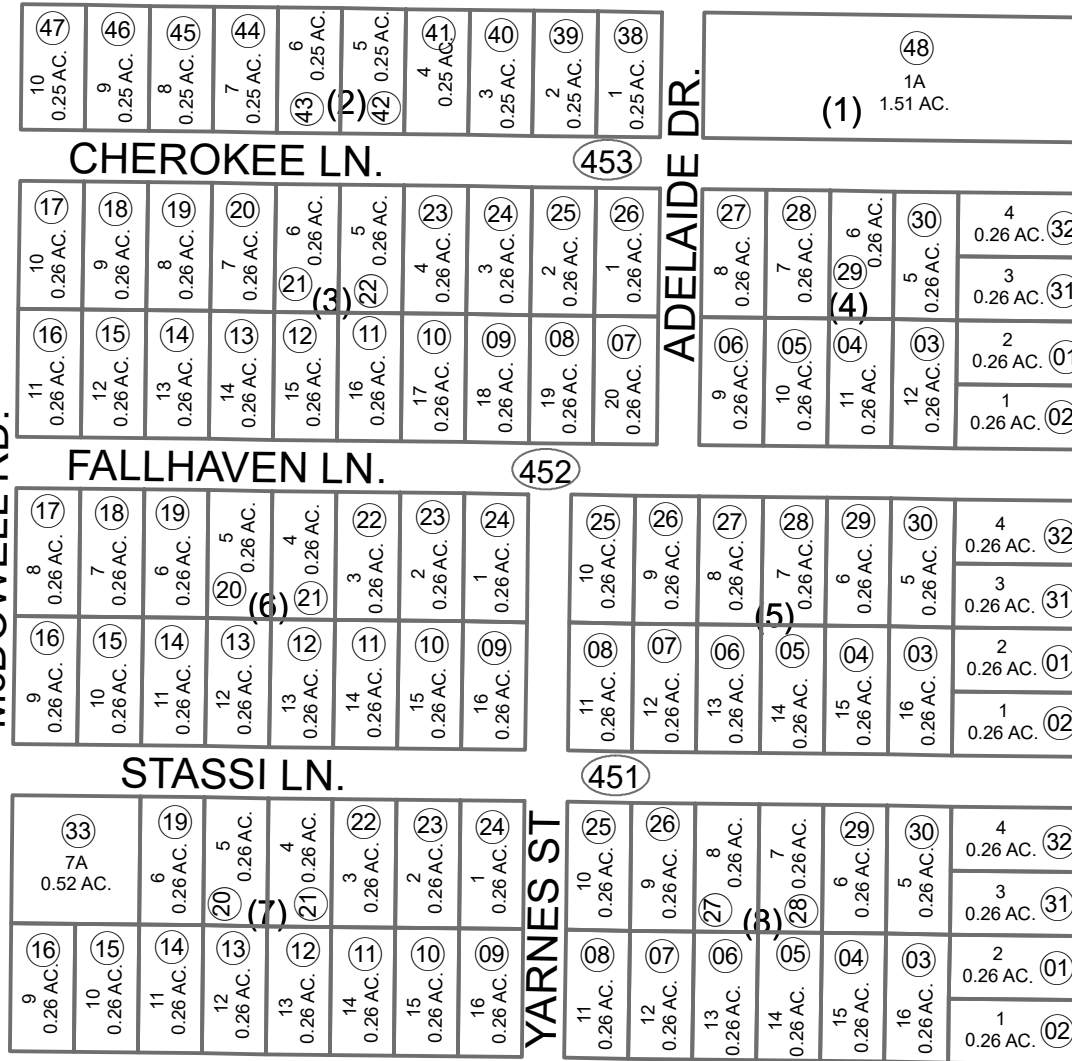 47
10
0.25 AC.
46
9
0.25 AC.
45
8
0.25 AC.
44
7
0.25 AC.
6
0.25 AC.
43
(2)
5
0.25 AC.
42
41
4
0.25 AC.
40
3
0.25 AC.
39
2
0.25 AC.
38
1
0.25 AC.
48
1A
1.51 AC.
(1)
CHEROKEE LN.
453
ADELAIDE DR.
17
10
0.26 AC.
18
9
0.26 AC.
19
8
0.26 AC.
20
7
0.26 AC.
6
0.26 AC.
21
(3)
5
0.26 AC.
22
23
4
0.26 AC.
24
3
0.26 AC.
25
2
0.26 AC.
26
1
0.26 AC.
27
8
0.26 AC.
28
7
0.26 AC.
6
0.26 AC.
29
(4)
30
5
0.26 AC.
4
0.26 AC. 32
3
0.26 AC. 31
16
11
0.26 AC.
15
12
0.26 AC.
14
13
0.26 AC.
13
14
0.26 AC.
12
15
0.26 AC.
11
16
0.26 AC.
10
17
0.26 AC.
09
18
0.26 AC.
08
19
0.26 AC.
07
20
0.26 AC.
06
9
0.26 AC.
05
10
0.26 AC.
04
11
0.26 AC.
03
12
0.26 AC.
2
0.26 AC. 01
1
0.26 AC. 02
McDOWELL RD.
FALLHAVEN LN.
452
17
8
0.26 AC.
18
7
0.26 AC.
19
6
0.26 AC.
5
0.26 AC.
20
(6)
4
0.26 AC.
21
22
3
0.26 AC.
23
2
0.26 AC.
24
1
0.26 AC.
25
10
0.26 AC.
26
9
0.26 AC.
27
8
0.26 AC.
(5)
28
7
0.26 AC.
29
6
0.26 AC.
30
5
0.26 AC.
4
0.26 AC. 32
3
0.26 AC. 31
16
9
0.26 AC.
15
10
0.26 AC.
14
11
0.26 AC.
13
12
0.26 AC.
12
13
0.26 AC.
11
14
0.26 AC.
10
15
0.26 AC.
09
16
0.26 AC.
08
11
0.26 AC.
07
12
0.26 AC.
06
13
0.26 AC.
05
14
0.26 AC.
04
15
0.26 AC.
03
16
0.26 AC.
2
0.26 AC. 01
1
0.26 AC. 02
STASSI LN.
451
YARNES ST
33
7A
0.52 AC.
19
6
0.26 AC.
5
0.26 AC.
20
(7)
4
0.26 AC.
21
22
3
0.26 AC.
23
2
0.26 AC.
24
1
0.26 AC.
25
10
0.26 AC.
26
9
0.26 AC.
8
0.26 AC.
27
(8)
7
0.26 AC.
28
29
6
0.26 AC.
30
5
0.26 AC.
4
0.26 AC. 32
3
0.26 AC. 31
16
9
0.26 AC.
15
10
0.26 AC.
14
11
0.26 AC.
13
12
0.26 AC.
12
13
0.26 AC.
11
14
0.26 AC.
10
15
0.26 AC.
09
16
0.26 AC.
08
11
0.26 AC.
07
12
0.26 AC.
06
13
0.26 AC.
05
14
0.26 AC.
04
15
0.26 AC.
03
16
0.26 AC.
2
0.26 AC. 01
1
0.26 AC. 02